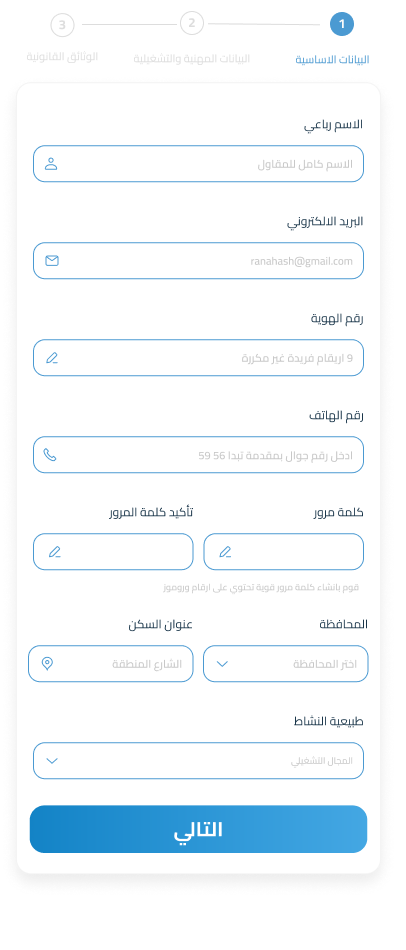 1
2
3
البيانات الاساسية
البيانات المهنية والتشغيلية
الوثائق القانونية
الاسم رباعي
الاسم كامل للمقاول
البريد الالكتروني
ranahash@gmail.com
رقم الهوية
9 اريقام فريدة غير مكررة
رقم الهاتف
ادخل رقم جوال بمقدمة تبدا 56 59
كلمة مرور
تأكيد كلمة المرور
قوم بانشاء كلمة مرور قوية تحتوي على ارقام وروموز
المحافظة
عنوان السكن
اختر المحافظة
الشارع المنطقة
طبيعية النشاط
المجال التشغيلي
التالي